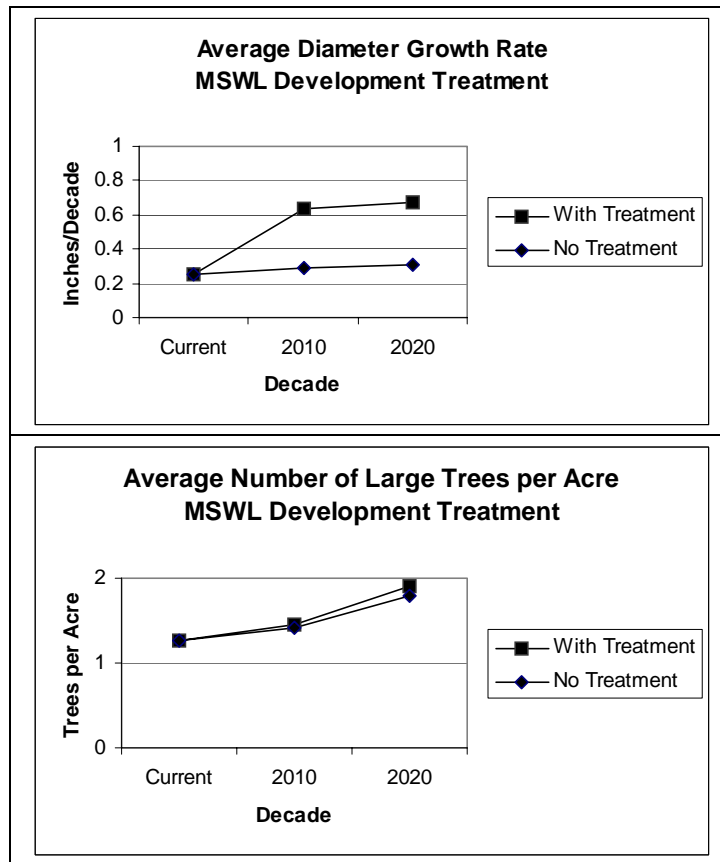 Average Diameter Growth Rate
MSWL Development Treatment
1
0.8
0.6
0.4
0.2
0
Inches/Decade
Current 2010 2020
Decade
With Treatment
No Treatment
Average Number of Large Trees per Acre
MSWL Development Treatment
2
1
0
Trees per Acre
Current 2010 2020
Decade
With Treatment
No Treatment